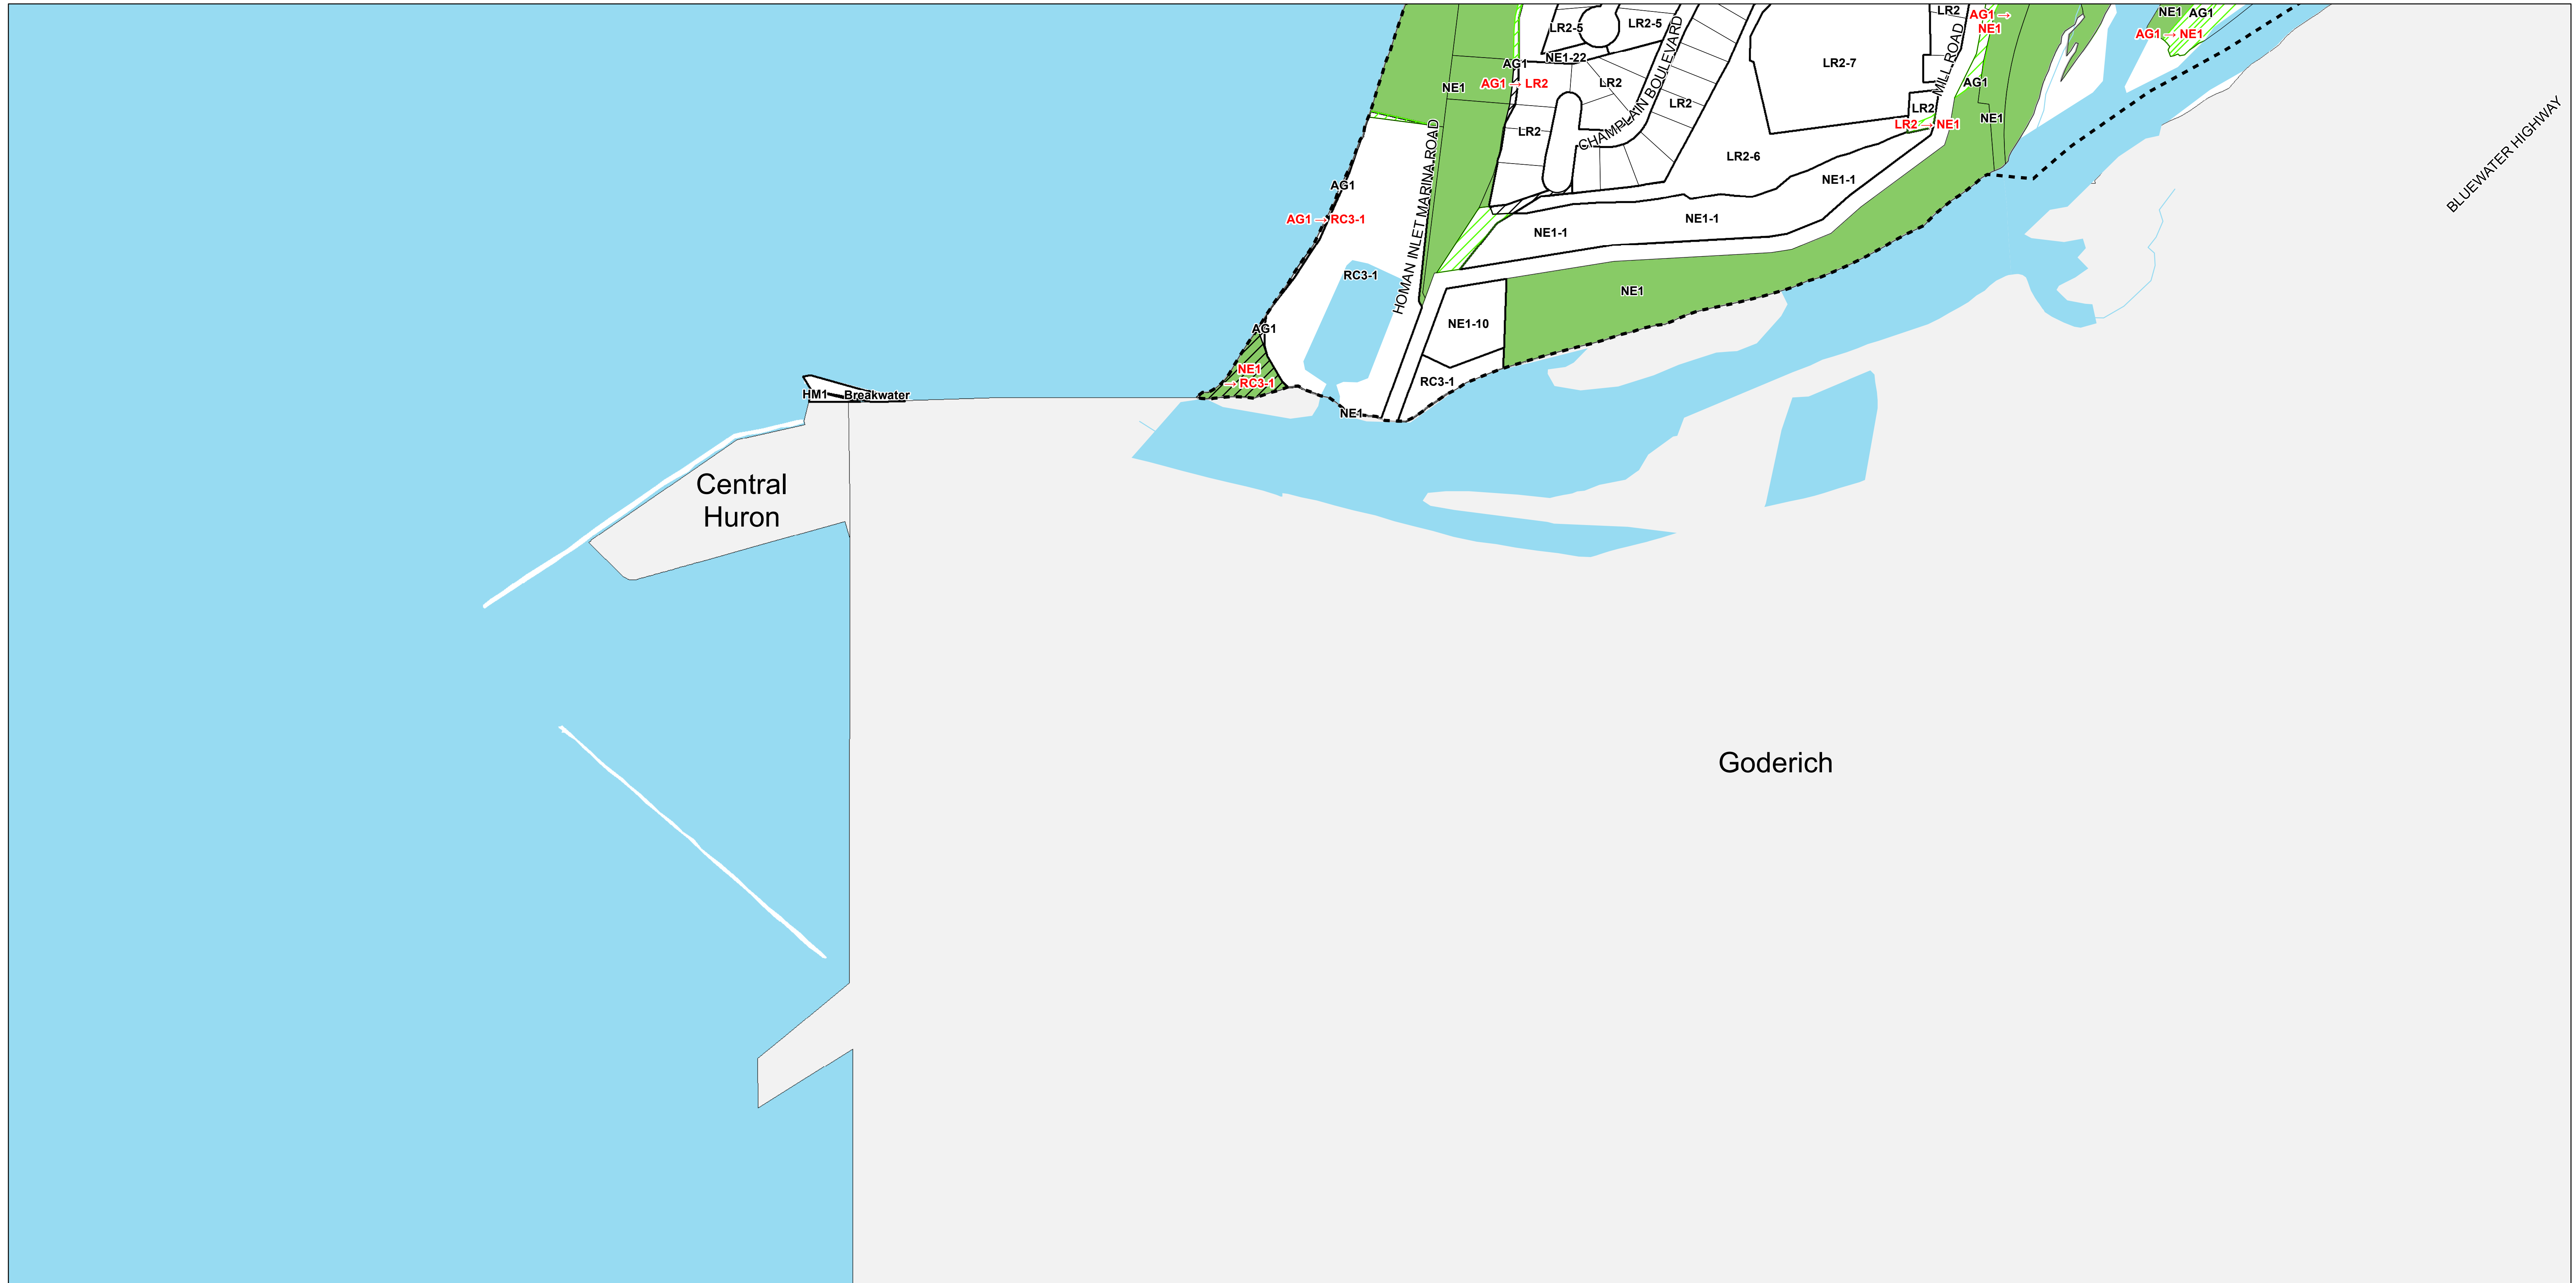 LR2
AG1 →
NE1
NE1
AG1
AG1 → NE1
LR2-5
LR2-5
NE1-22
AG1
AG1 → LR2
NE1
LR2
LR2
LR2
CHAMPLAIN BOULEVARD
LR2-7
MILL ROAD
AG1
LR2
LR2 → NE1
NE1
BLUEWATER HIGHWAY
LR2-6
NE1-1
NE1-1
NE1-1
AG1
AG1 → RC3-1
HOMAN INLET MARINA ROAD
RC3-1
NE1
NE1-10
AG1
NE1
→ RC3-1
RC3-1
NE1
HM1
Breakwater
Central
Huron
Goderich